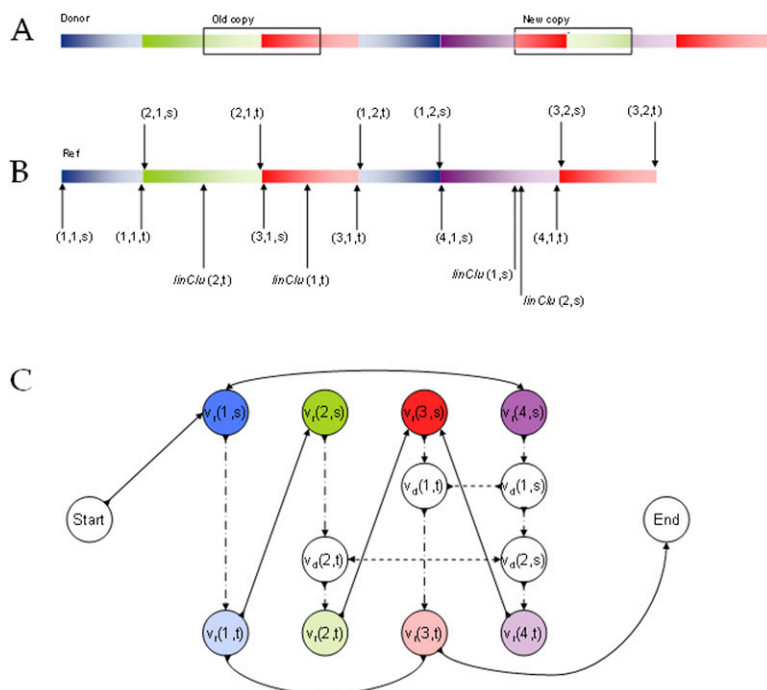 A
Donor
Old copy
New copy
(2,1,s)
(2,1,t)
(1,2,t)
(1,2,s)
(3,2,s)
(3,2,t)
B
Ref
(1,1,s)
(1,1,t)
(3,1,s)
(3,1,t)
(4,1,s)
(4,1,t)
linClu(2,t)
linClu(1,t)
linClu(1,s)
linClu(2,s)
C
vr(1,s)
vr(2,s)
vr(3,s)
vr(4,s)
vd(1,t)
vd(1,s)
Start
End
vd(2,t)
vd(2,s)
vr(1,t)
vr(2,t)
vr(3,t)
vr(4,t)